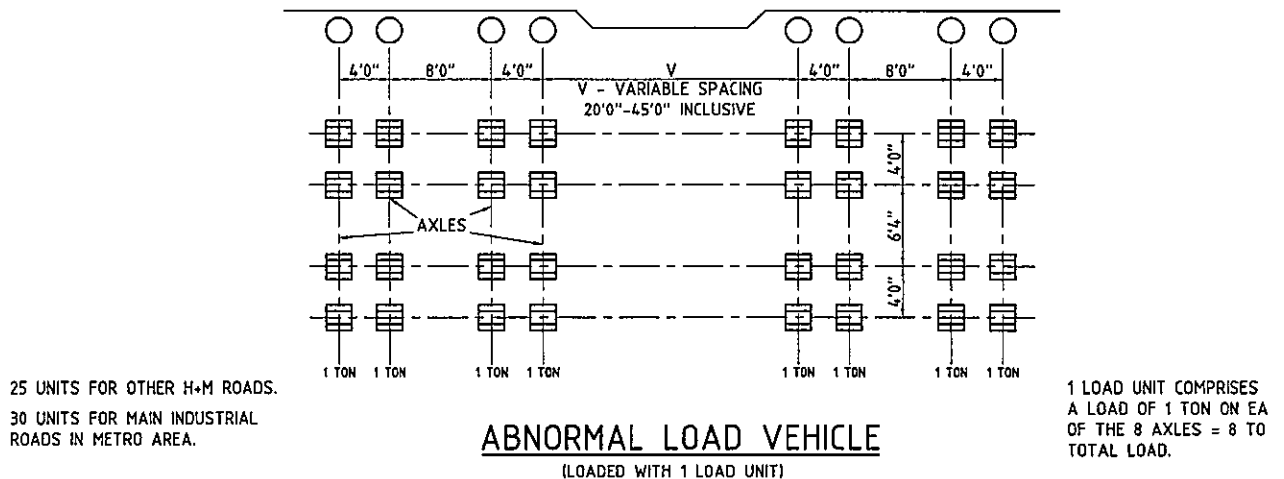 4'0" 8'0" 4'0" V 4'0" 8'0" 4'0"
V - VARIABLE SPACING
20'0"-45'0" INCLUSIVE
4'0"
AXLES
6'4"
4'0"
1 TON 1 TON 1 TON 1 TON 1 TON 1 TON 1 TON 1 TON
25 UNITS FOR OTHER H+M ROADS.
30 UNITS FOR MAIN INDUSTRIAL
ROADS IN METRO AREA.
ABNORMAL LOAD VEHICLE
(LOADED WITH 1 LOAD UNIT)
1 LOAD UNIT COMPRISES
A LOAD OF 1 TON ON EA
OF THE 8 AXLES = 8 TO
TOTAL LOAD.